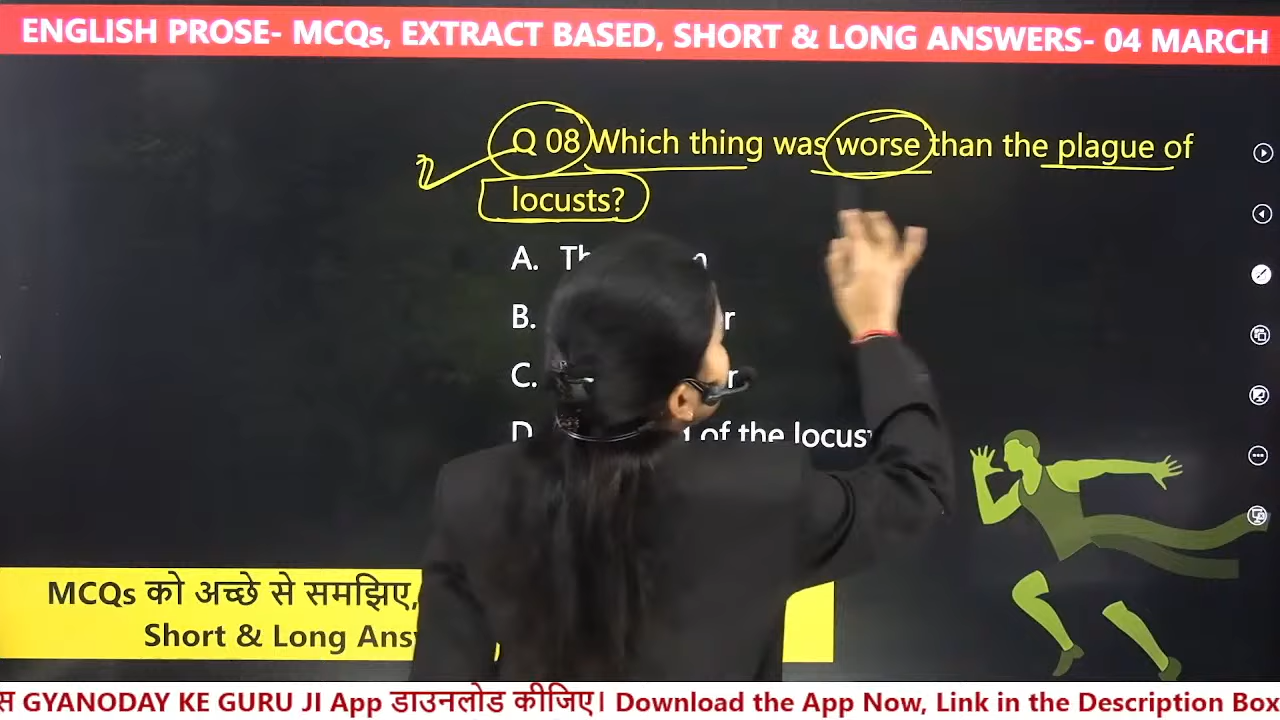 ENGLISH PROSE- MCQs, EXTRACT BASED, SHORT & LONG ANSWERS- 04 MARCH
Q 08 Which thing was worse than the plague of
locusts?
A.
B.
C.
D of the locust
MCQs को अच्छे से समझिए,
Short & Long
GYANODAY KE GURU JI App डाउनलोड कीजिए। Download the App Now, Link in the Description Box